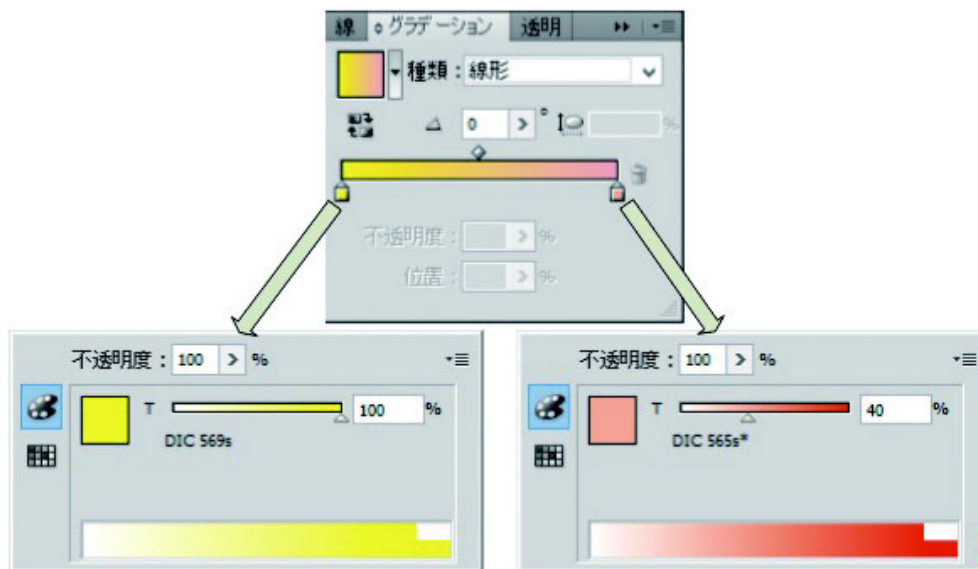 線 グラデーション 透明
種類：線形
0 ° %
不透明度： %
位置： %
不透明度：100 %
T 100 %
DIC 569s
不透明度：100 %
T 40 %
DIC 565s*